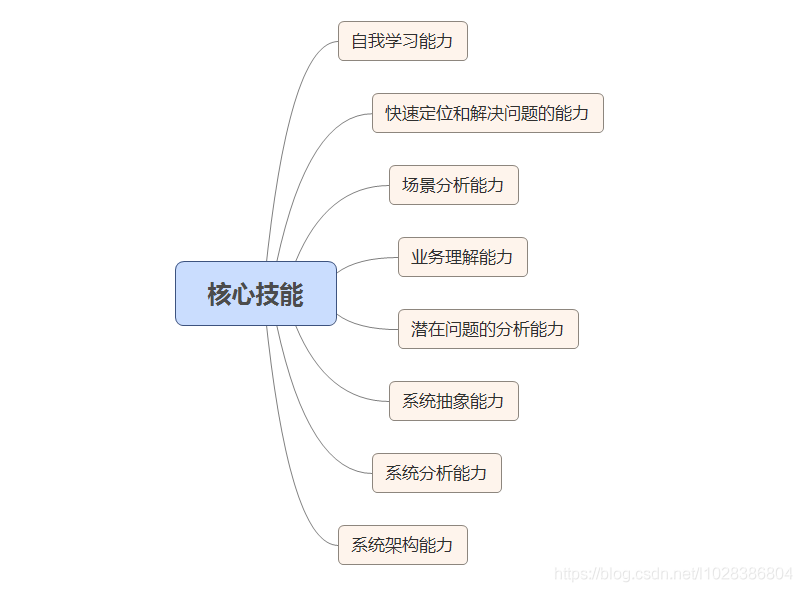 自我学习能力
快速定位和解决问题的能力
场景分析能力
业务理解能力
核心技能
潜在问题的分析能力
系统抽象能力
系统分析能力
系统架构能力
https://blog.csdn.net/l1028386804